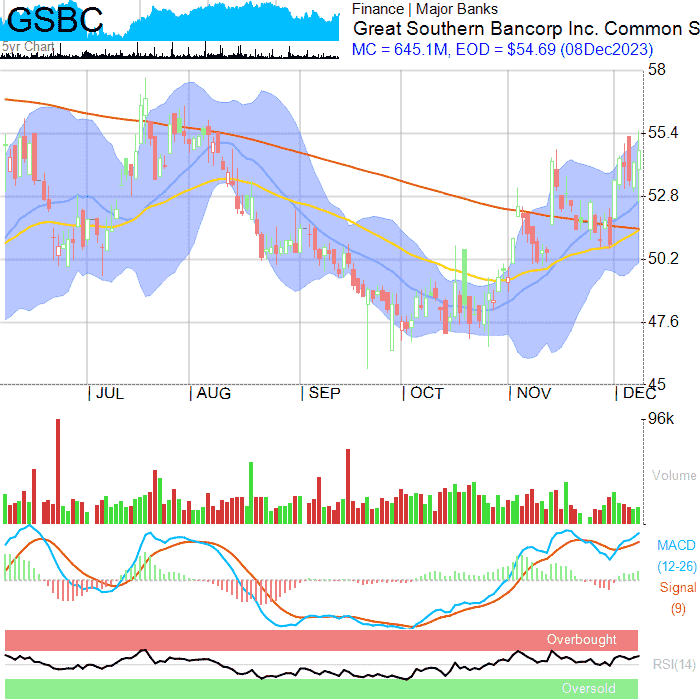 GSBC
5yr Chart
Finance | Major Banks
Great Southern Bancorp Inc. Common S
MC = 645.1M, EOD = $54.69 (08Dec2023)
58
55.4
52.8
50.2
47.6
45
| JUL | AUG | SEP | OCT | NOV | DEC
96k
Volume
MACD
(12-26)
Signal
(9)
Overbought
RSI(14)
Oversold